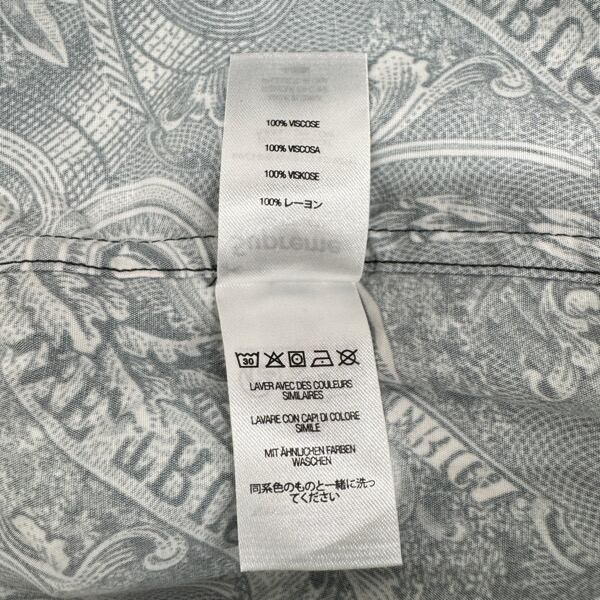 100% VISCOSE
100% VISCOSA
100% VISKOSE
100% レーヨン
Supreme
30
LAVER AVEC DES COULEURS
SIMILAIRES
LAVARE CON CAPI DI COLORE
SIMILE
MIT ÄHNLICHEN FARBEN
WASCHEN
同系色のものと一緒に洗っ
てください
ERICA